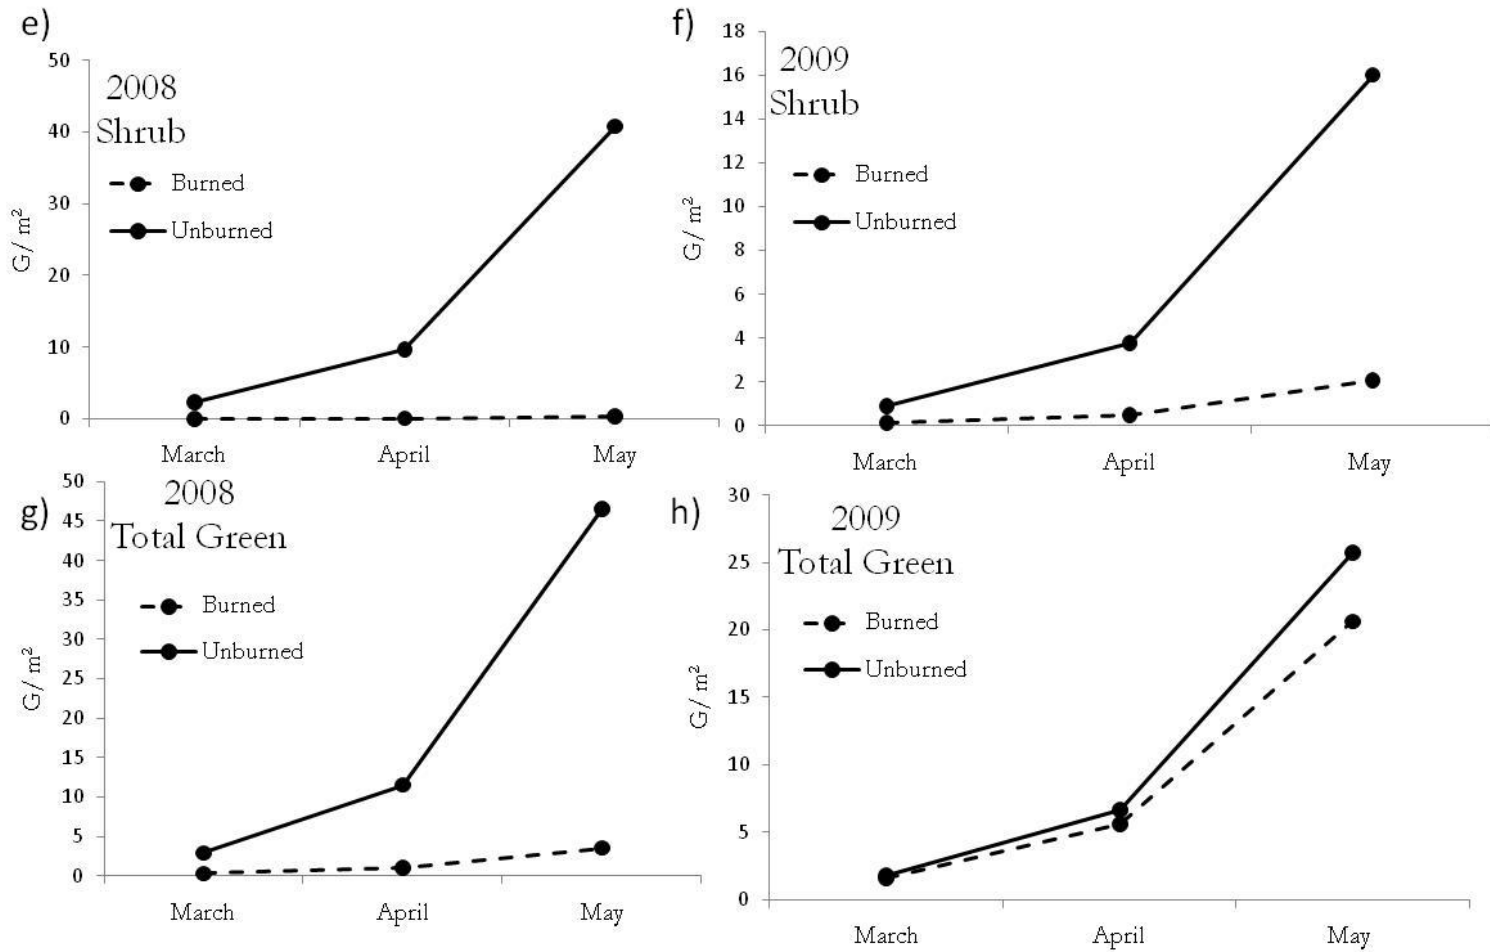 e)
2008
Shrub
Burned
Unburned
G/ m²
50
40
30
20
10
0
March April May
f)
2009
Shrub
Burned
Unburned
G/ m²
18
16
14
12
10
8
6
4
2
0
March April May
g)
2008
Total Green
Burned
Unburned
G/ m²
50
45
40
35
30
25
20
15
10
5
0
March April May
h)
2009
Total Green
Burned
Unburned
G/ m²
30
25
20
15
10
5
0
March April May